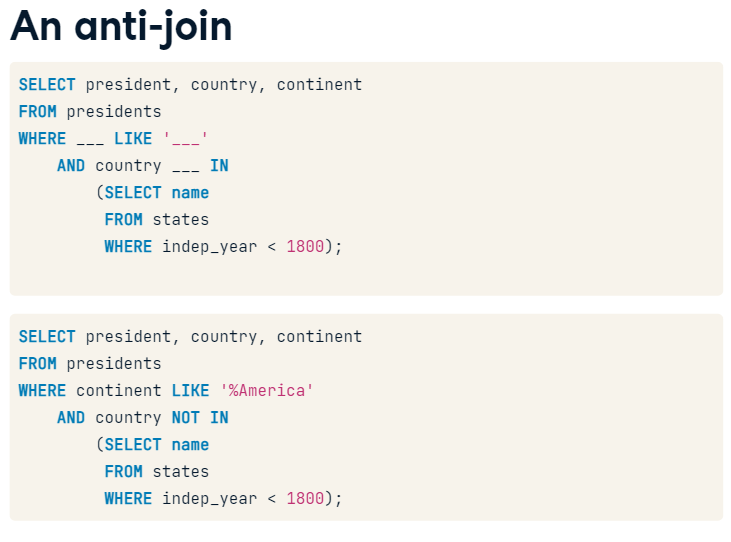 An anti-join
SELECT president, country, continent
FROM presidents
WHERE ___ LIKE '___'
    AND country ___ IN
        (SELECT name
         FROM states
         WHERE indep_year < 1800);
SELECT president, country, continent
FROM presidents
WHERE continent LIKE '%America'
    AND country NOT IN
        (SELECT name
         FROM states
         WHERE indep_year < 1800);